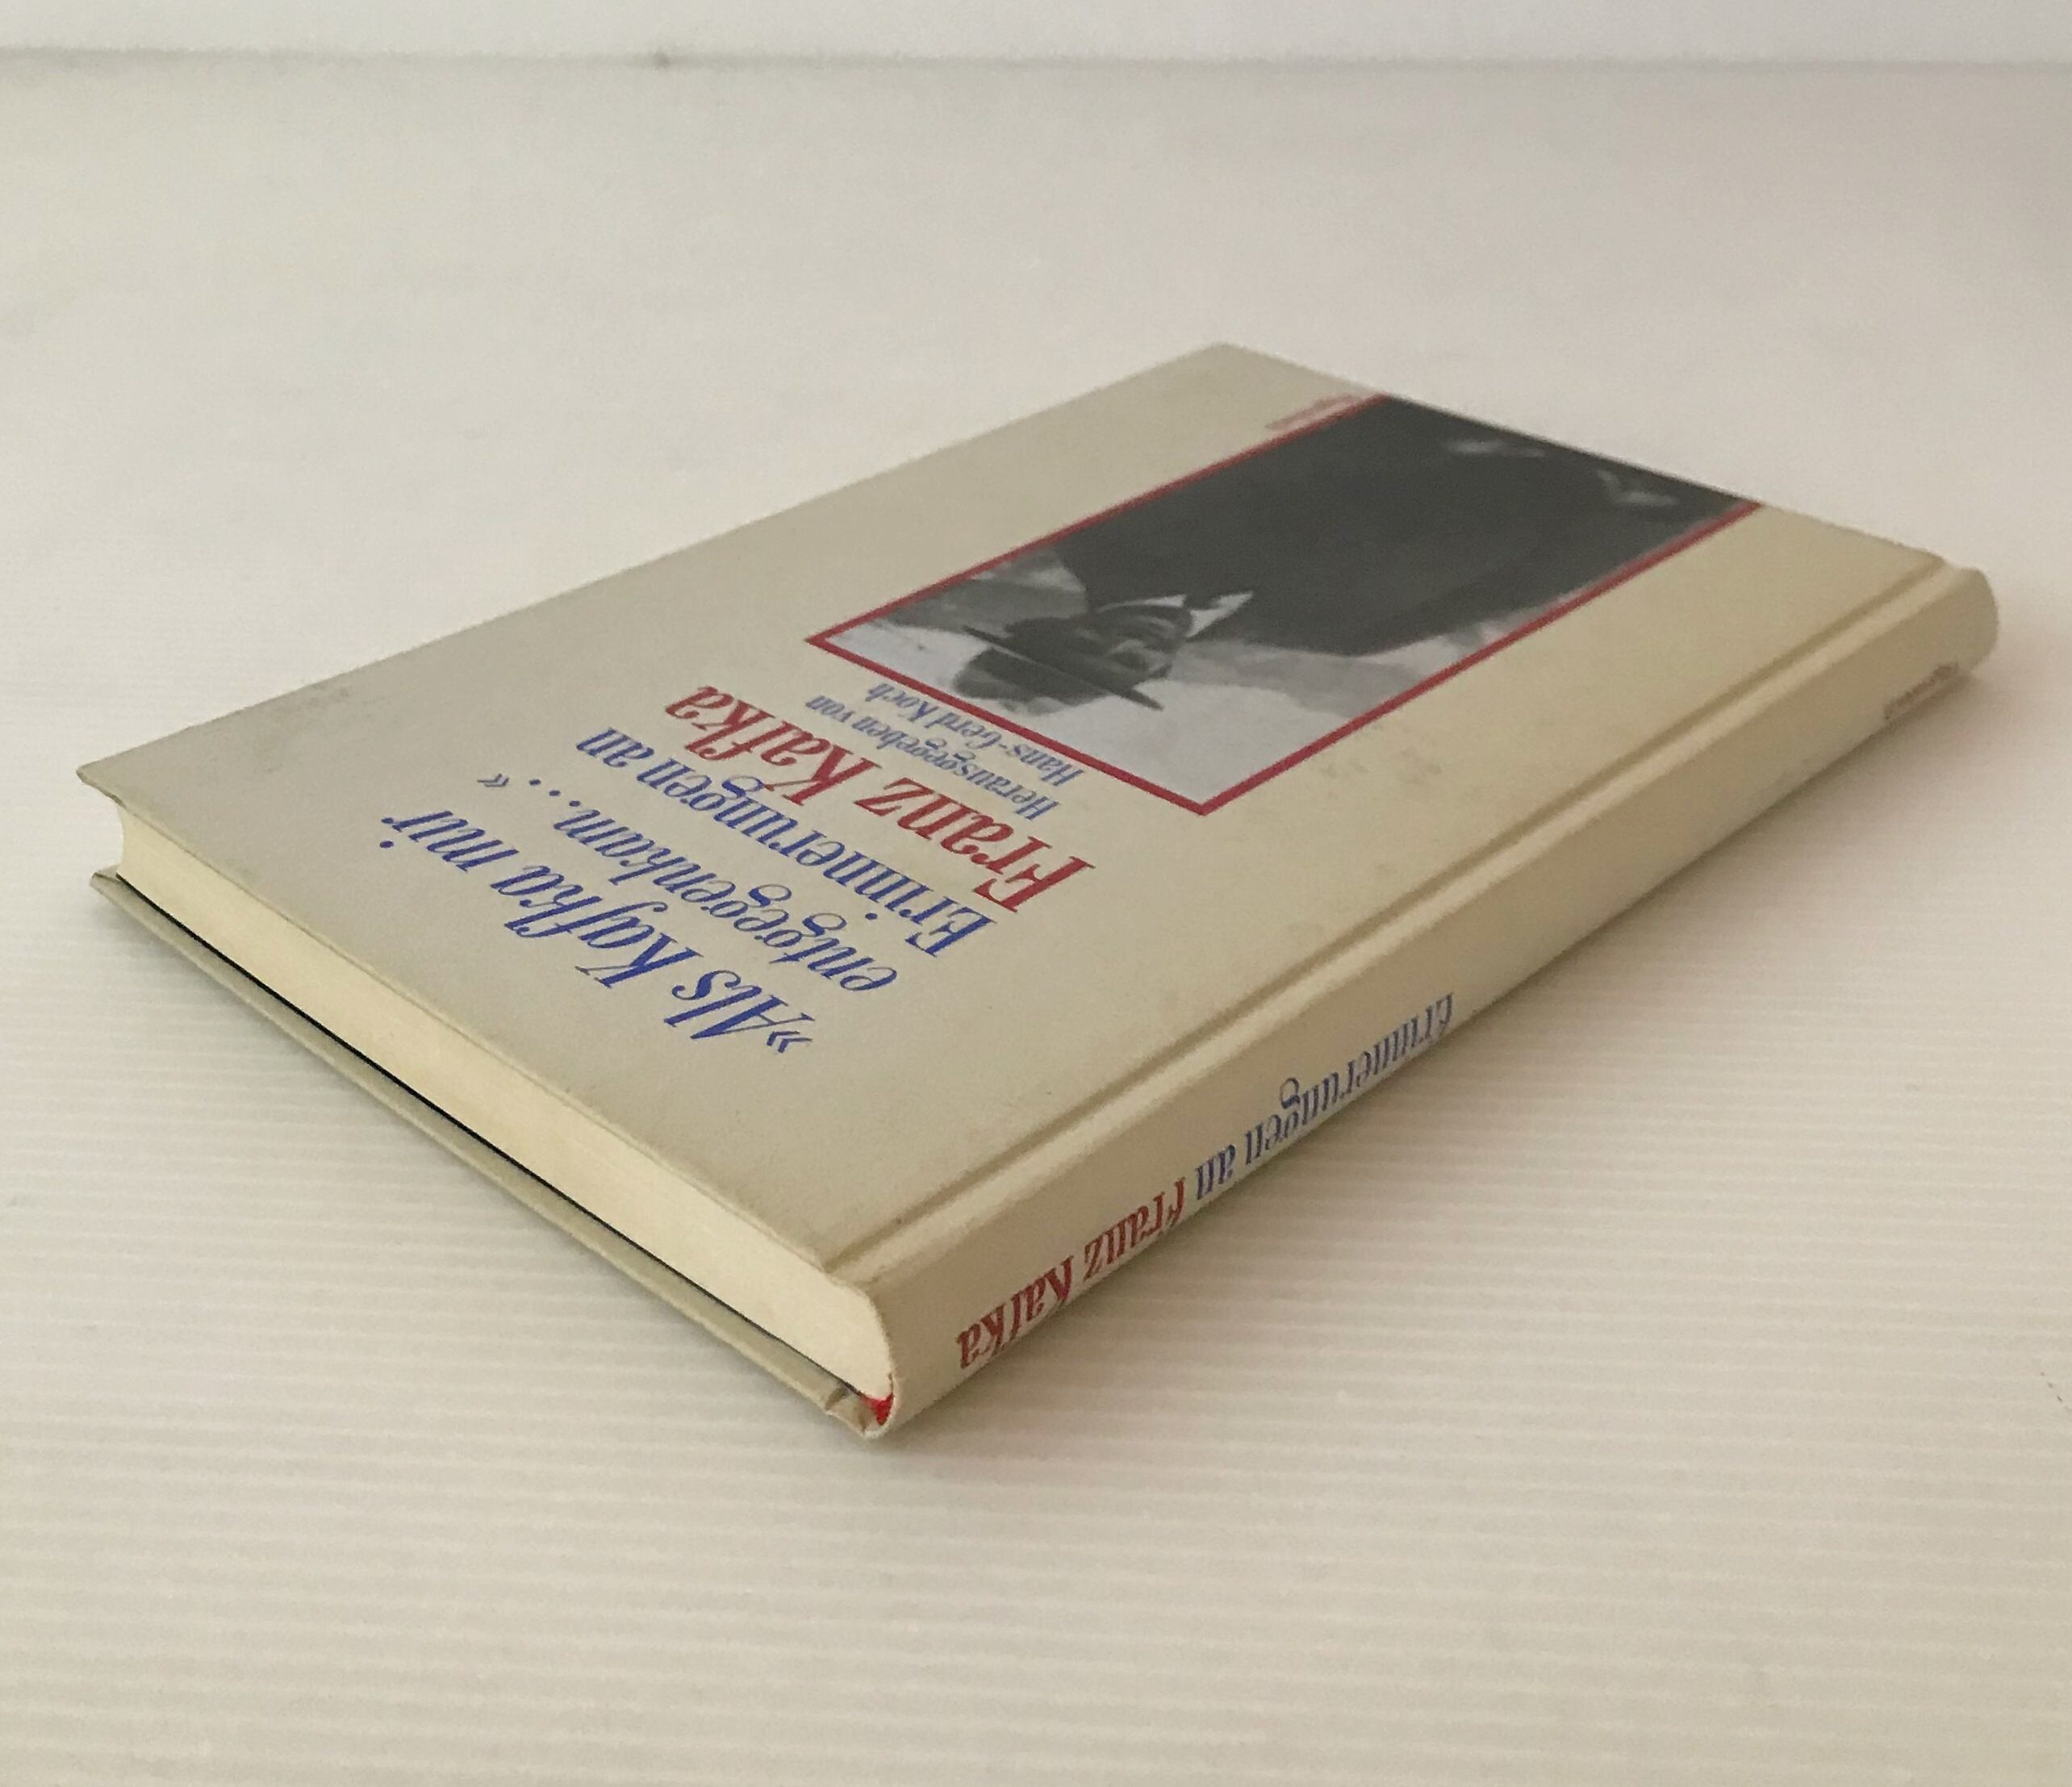 »Als Kafka mir
entgegenkam...«
Erinnerungen an
Franz Kafka
Herausgegeben von
Hans-Gerd Koch
Erinnerungen an Franz Kafka